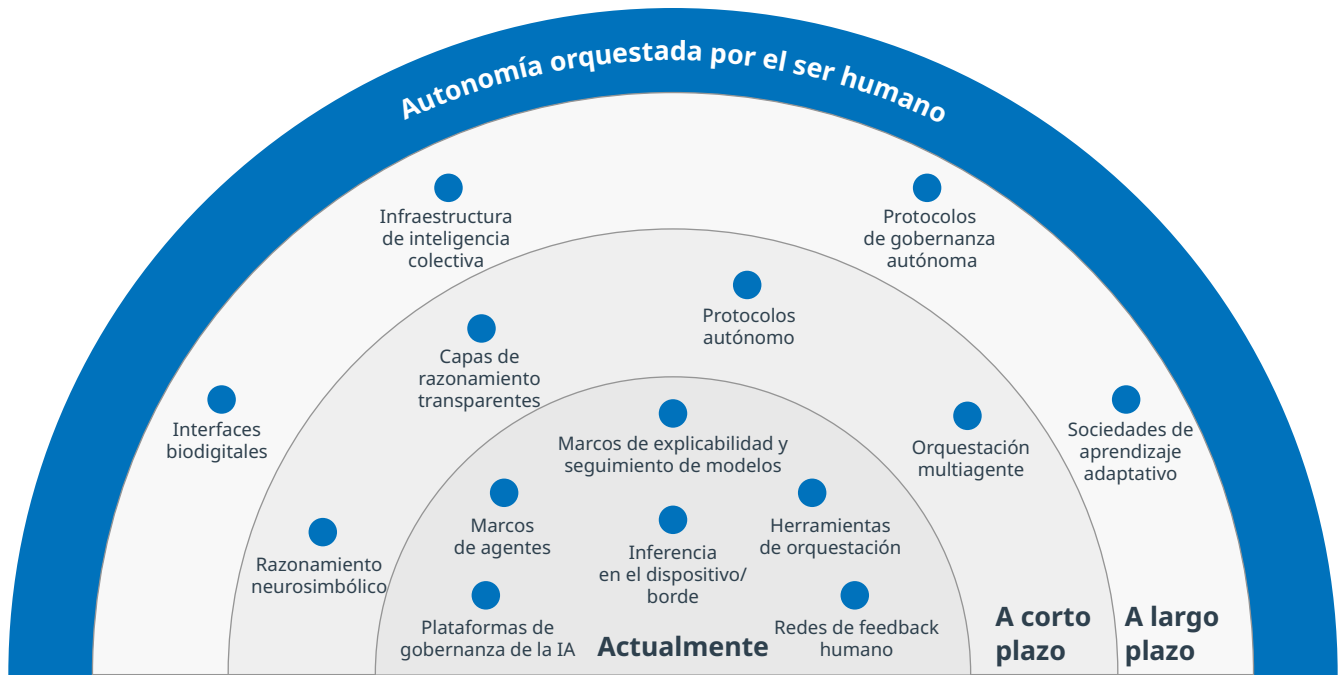 Autonomía orquestada por el ser humano
Infraestructura
de inteligencia
colectiva
Protocolos
de gobernanza
autónoma
Protocolos
autónomo
Capas de
razonamiento
transparentes
Interfaces
biodigitales
Marcos de explicabilidad y
seguimiento de modelos
Orquestación
multiagente
Sociedades de
aprendizaje
adaptativo
Marcos
de agentes
Inferencia
en el dispositivo/
borde
Herramientas
de orquestación
Razonamiento
neurosimbólico
Plataformas de
gobernanza de la IA
Actualmente
Redes de feedback
humano
A corto
plazo
A largo
plazo